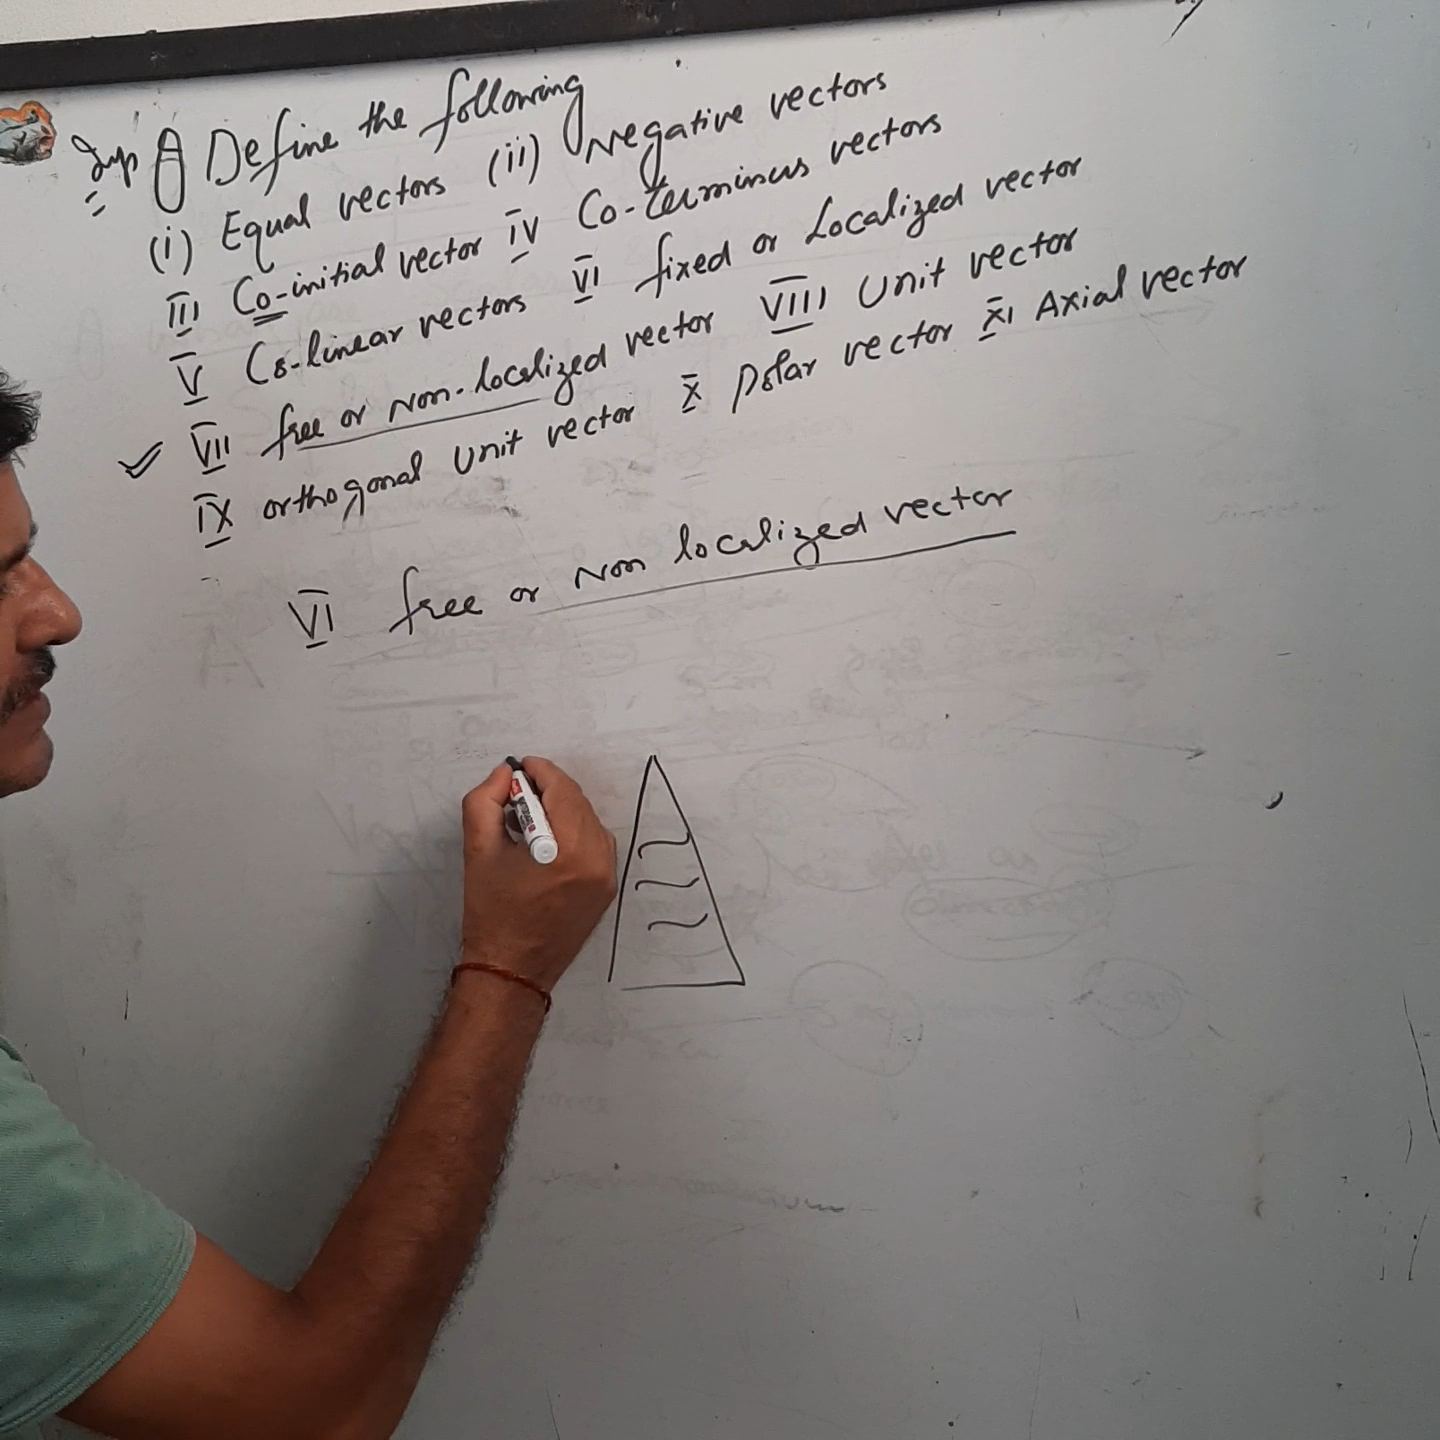 Imp Q Define the following
(i) Equal vectors (ii) Negative vectors
III Co-initial vector IV Co-terminus vectors
V Co-linear vectors VI fixed or Localized vector
VII free or Non-localized vector VIII Unit vector
IX orthogonal Unit vector X Polar vector XI Axial vector
VI free or Non localized vector